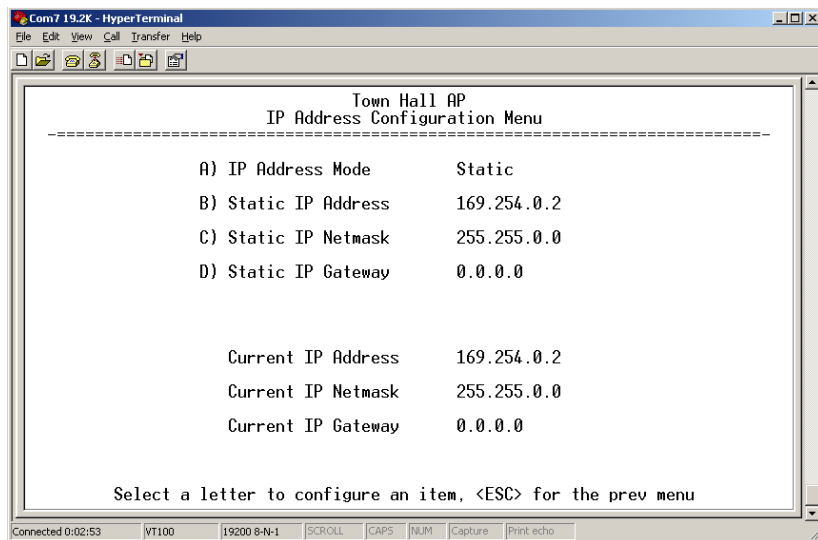 Com7 19.2K - HyperTerminal
File Edit View Call Transfer Help
Town Hall AP
IP Address Configuration Menu
-==========================================================================-
A) IP Address Mode Static
B) Static IP Address 169.254.0.2
C) Static IP Netmask 255.255.0.0
D) Static IP Gateway 0.0.0.0
Current IP Address 169.254.0.2
Current IP Netmask 255.255.0.0
Current IP Gateway 0.0.0.0
Select a letter to configure an item, <ESC> for the prev menu
Connected 0:02:53 VT100 19200 8-N-1 SCROLL CAPS NUM Capture Print echo